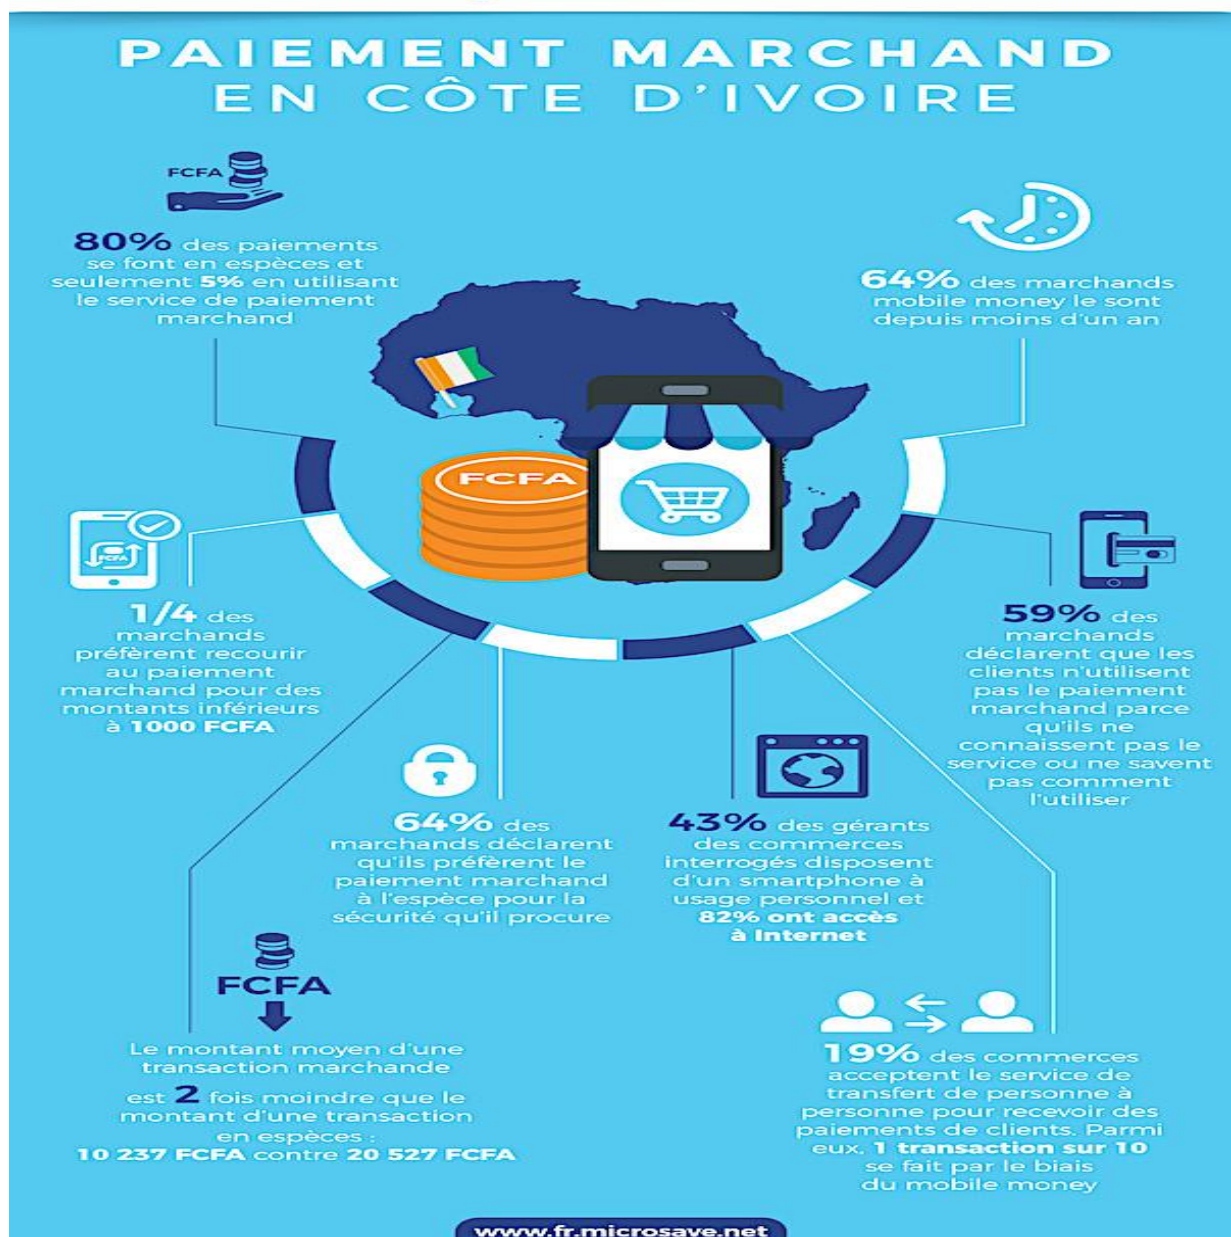 PAIEMENT MARCHAND
EN CÔTE D'IVOIRE
FCFA
80% des paiements
se font en espèces et
seulement 5% en utilisant
le service de paiement
marchand
64% des marchands
mobile money le sont
depuis moins d'un an
FCFA
FCFA
1/4 des
marchands
préfèrent recourir
au paiement
marchand pour des
montants inférieurs
à 1000 FCFA
59% des
marchands
déclarent que les
clients n'utilisent
pas le paiement
marchand parce
qu'ils ne
connaissent pas le
service ou ne savent
pas comment
l'utiliser
64% des
marchands déclarent
qu'ils préfèrent le
paiement marchand
à l'espèce pour la
sécurité qu'il procure
43% des gérants
des commerces
interrogés disposent
d'un smartphone à
usage personnel et
82% ont accès
à Internet
FCFA
Le montant moyen d'une
transaction marchande
est 2 fois moindre que le
montant d'une transaction
en espèces :
10 237 FCFA contre 20 527 FCFA
19% des commerces
acceptent le service de
transfert de personne à
personne pour recevoir des
paiements de clients. Parmi
eux, 1 transaction sur 10
se fait par le biais
du mobile money
www.fr.microsave.net